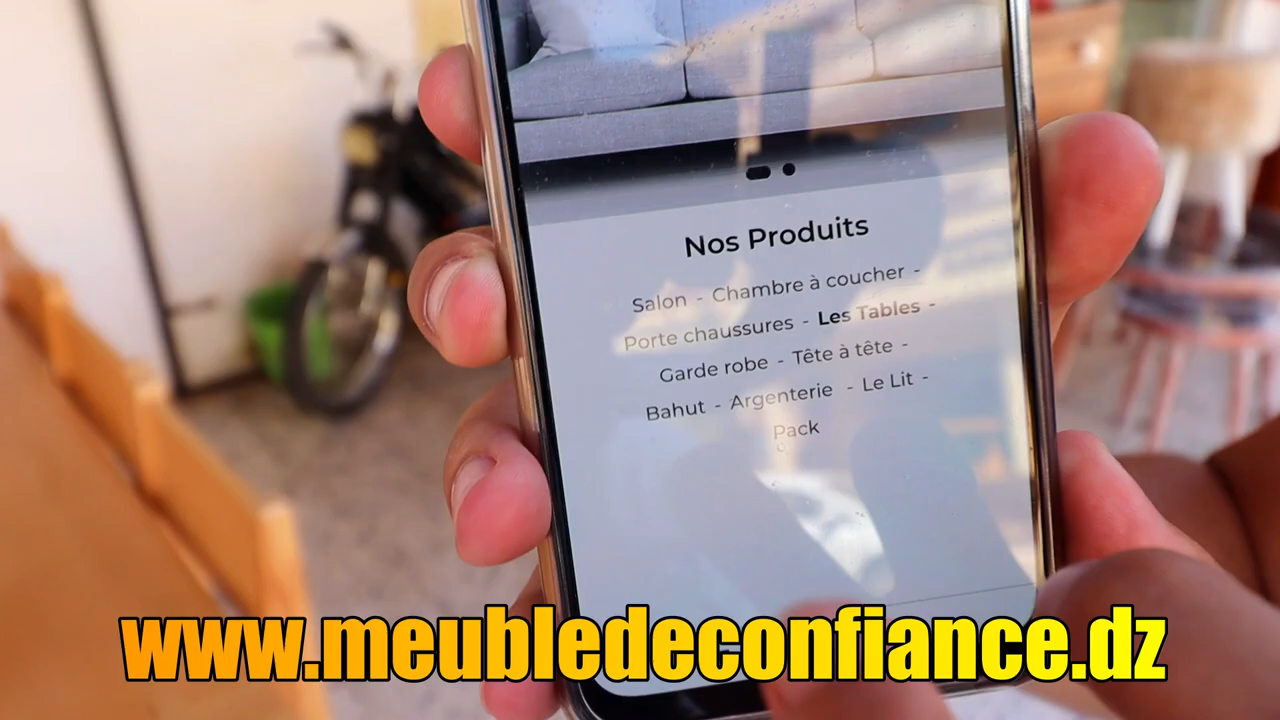 Nos Produits
Salon - Chambre à coucher -
Porte chaussures - Les Tables -
Garde robe - Tête à tête -
Bahut - Argenterie - Le Lit -
Pack
www.meubledeconfiance.dz